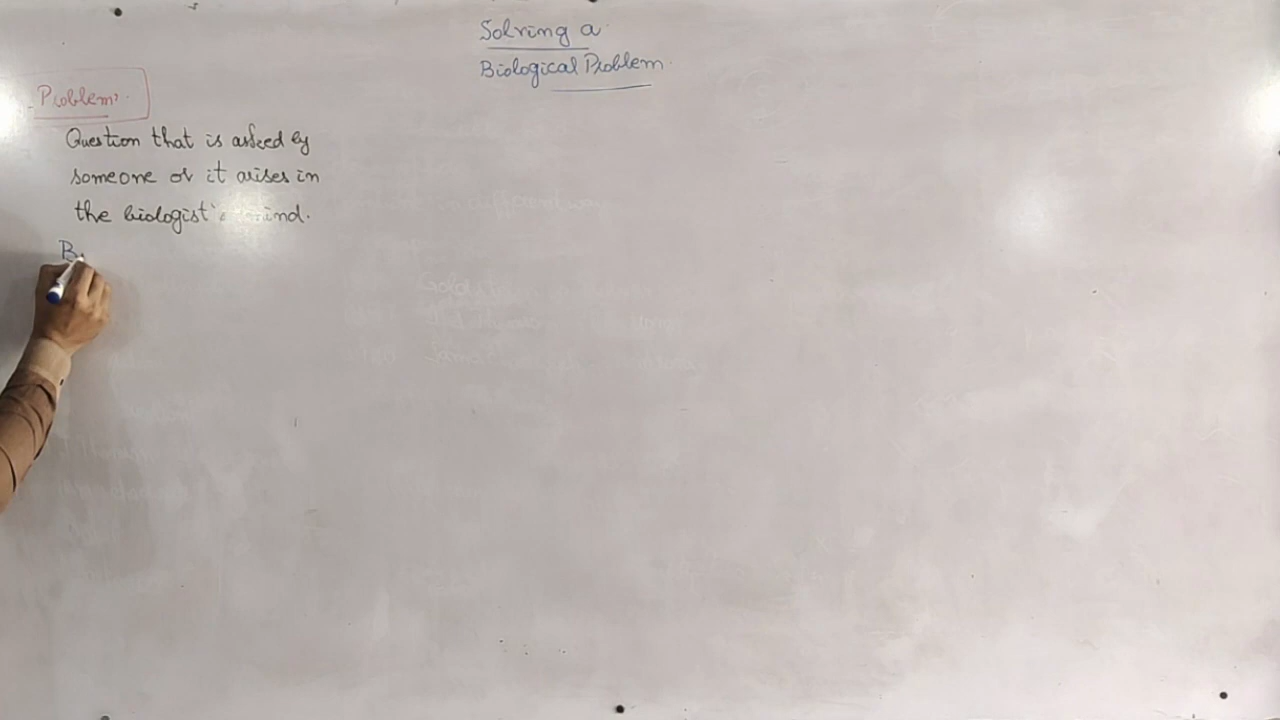 Solving a
Biological Problem.
Problem:
Question that is asked by
someone or it arises in
the biologist's mind.
B